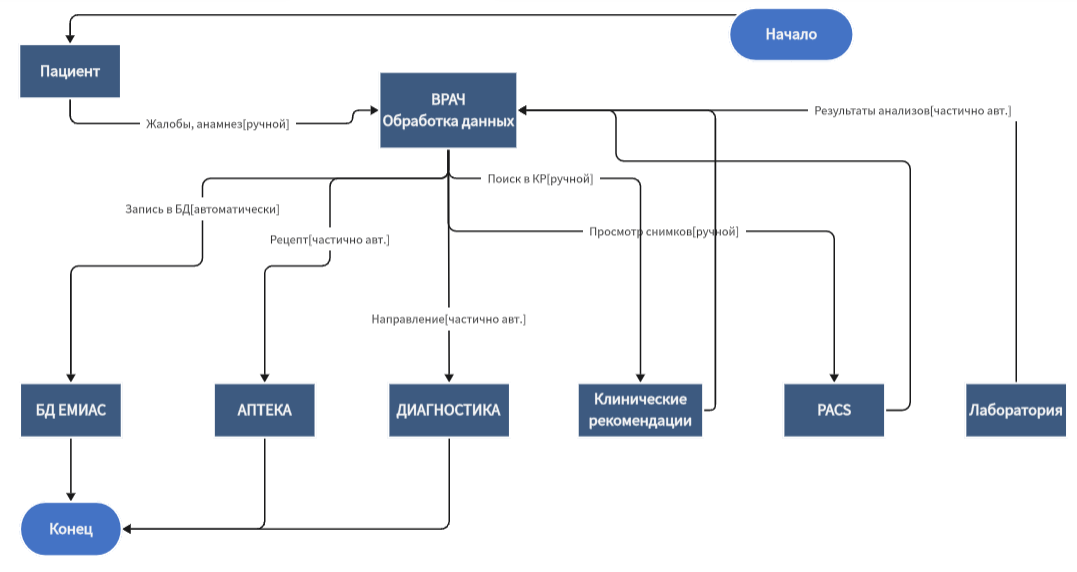 Начало
Пациент
ВРАЧ
Обработка данных
Жалобы, анамнез[ручной]
Результаты анализов[частично авт.]
Поиск в КР[ручной]
Запись в БД[автоматически]
Просмотр снимков[ручной]
Рецепт[частично авт.]
Направление[частично авт.]
БД ЕМИАС
АПТЕКА
ДИАГНОСТИКА
Клинические
рекомендации
PACS
Лаборатория
Конец